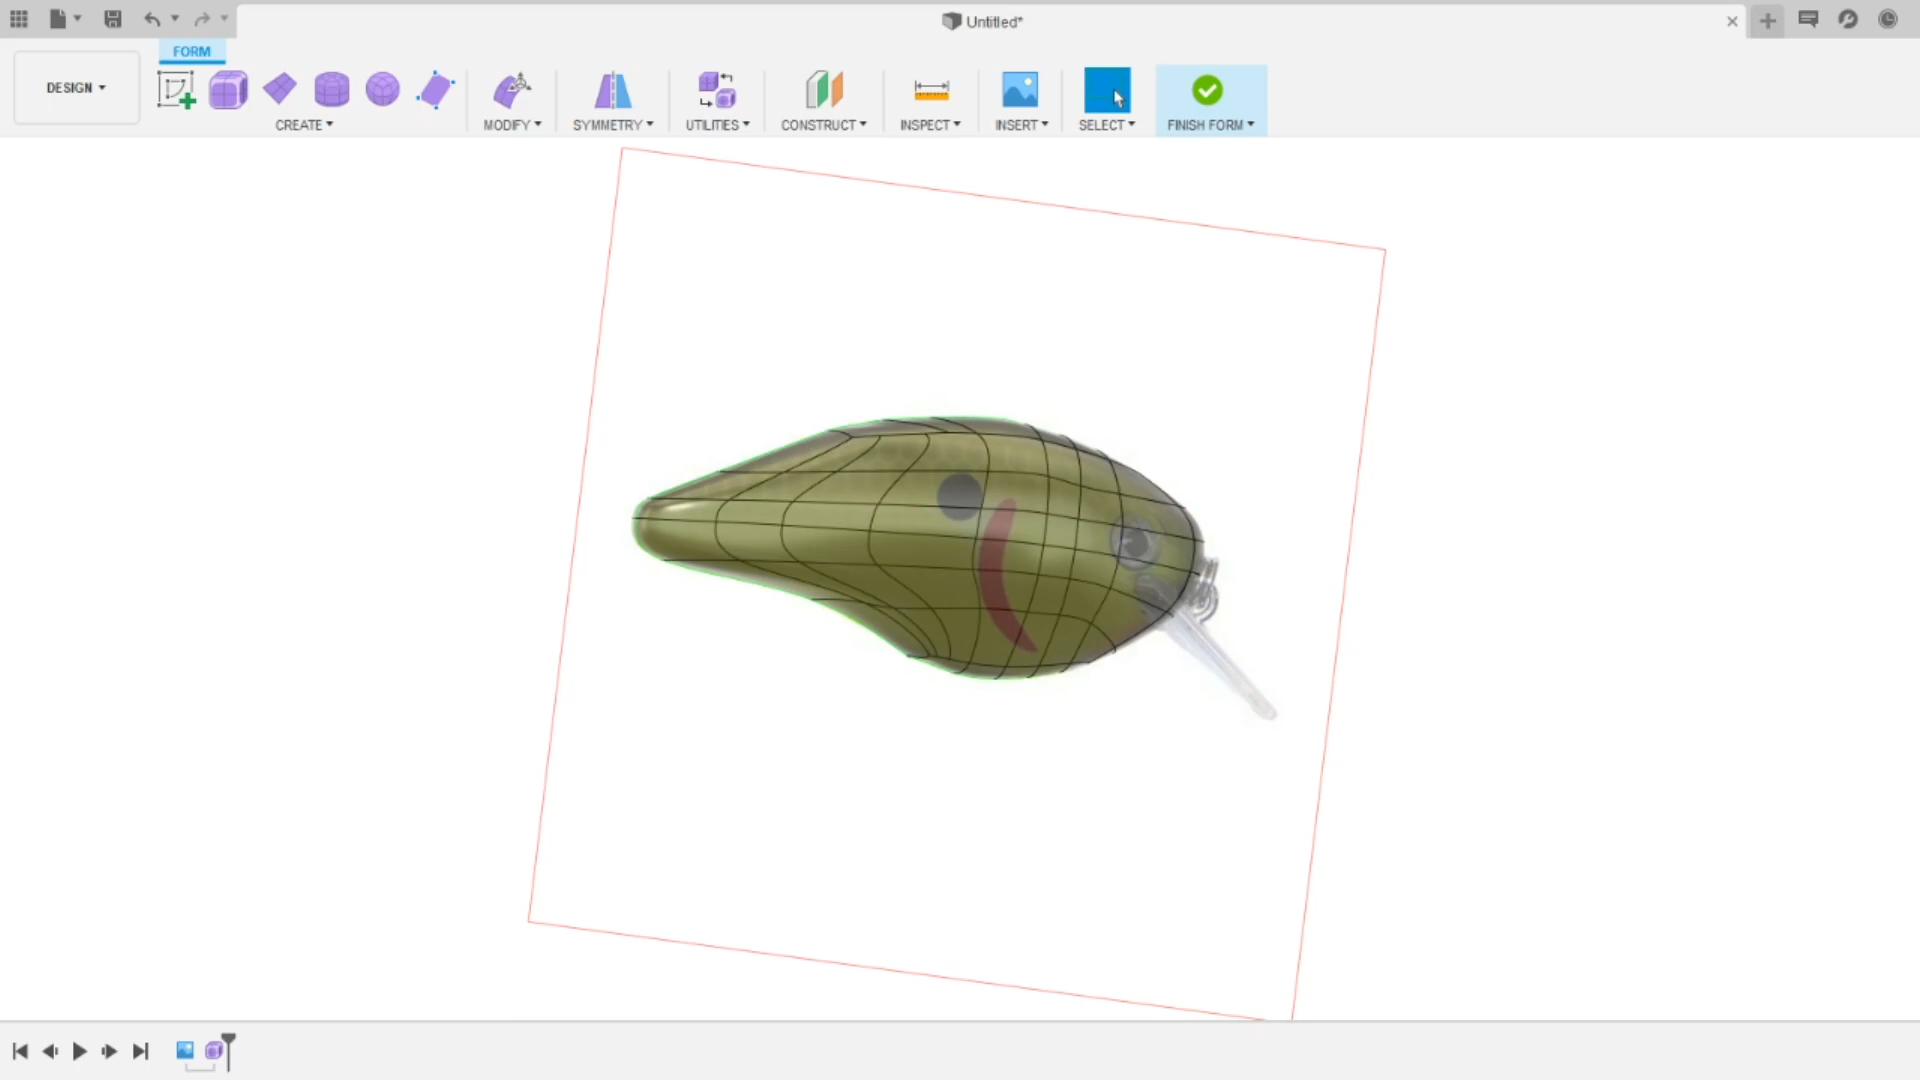 Untitled*
FORM
DESIGN
CREATE
MODIFY
SYMMETRY
UTILITIES
CONSTRUCT
INSPECT
INSERT
SELECT
FINISH FORM